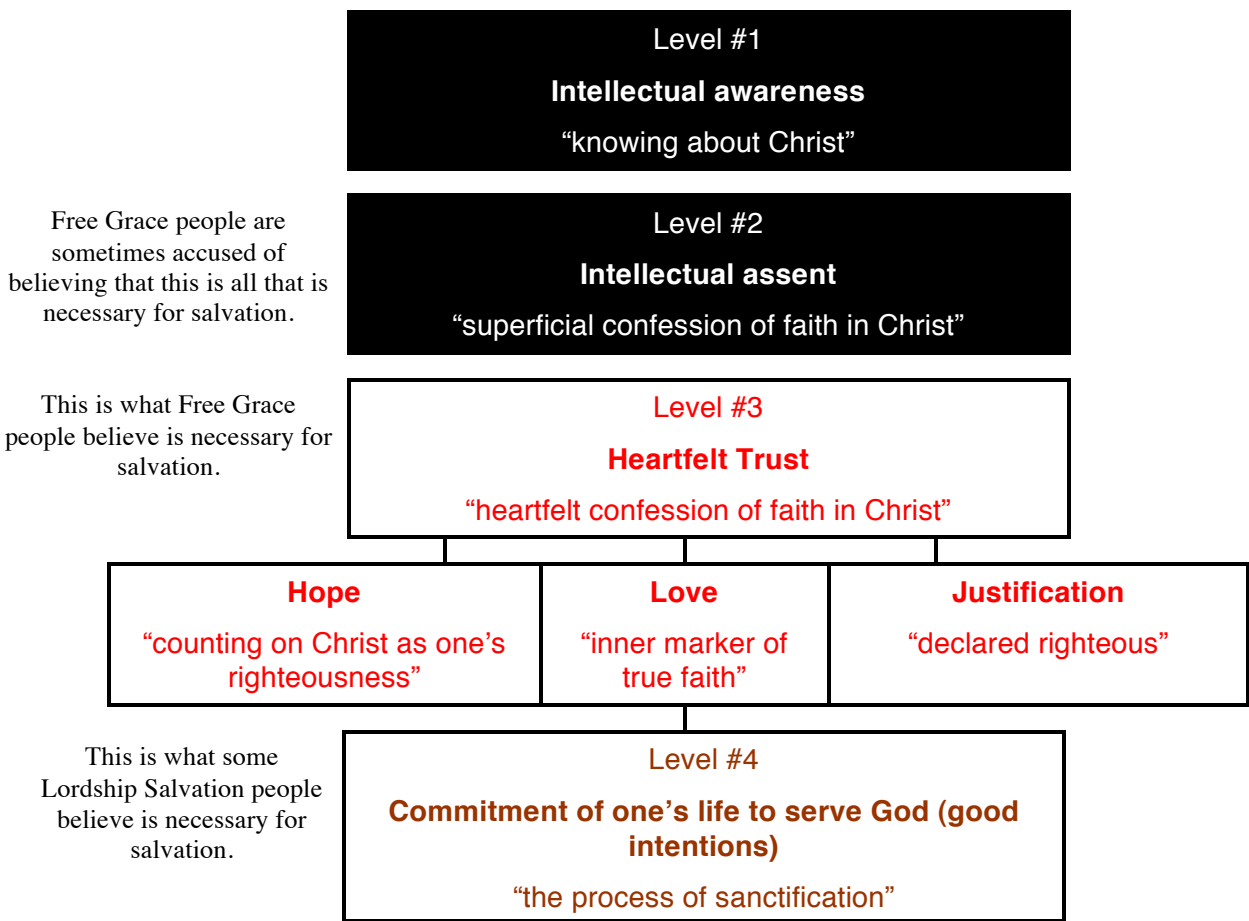 Level #1
Intellectual awareness
“knowing about Christ”
Free Grace people are
sometimes accused of
believing that this is all that is
necessary for salvation.
Level #2
Intellectual assent
“superficial confession of faith in Christ”
This is what Free Grace
people believe is necessary for
salvation.
Level #3
Heartfelt Trust
“heartfelt confession of faith in Christ”
Hope
“counting on Christ as one’s
righteousness”
Love
“inner marker of
true faith”
Justification
“declared righteous”
This is what some
Lordship Salvation people
believe is necessary for
salvation.
Level #4
Commitment of one’s life to serve God (good
intentions)
“the process of sanctification”